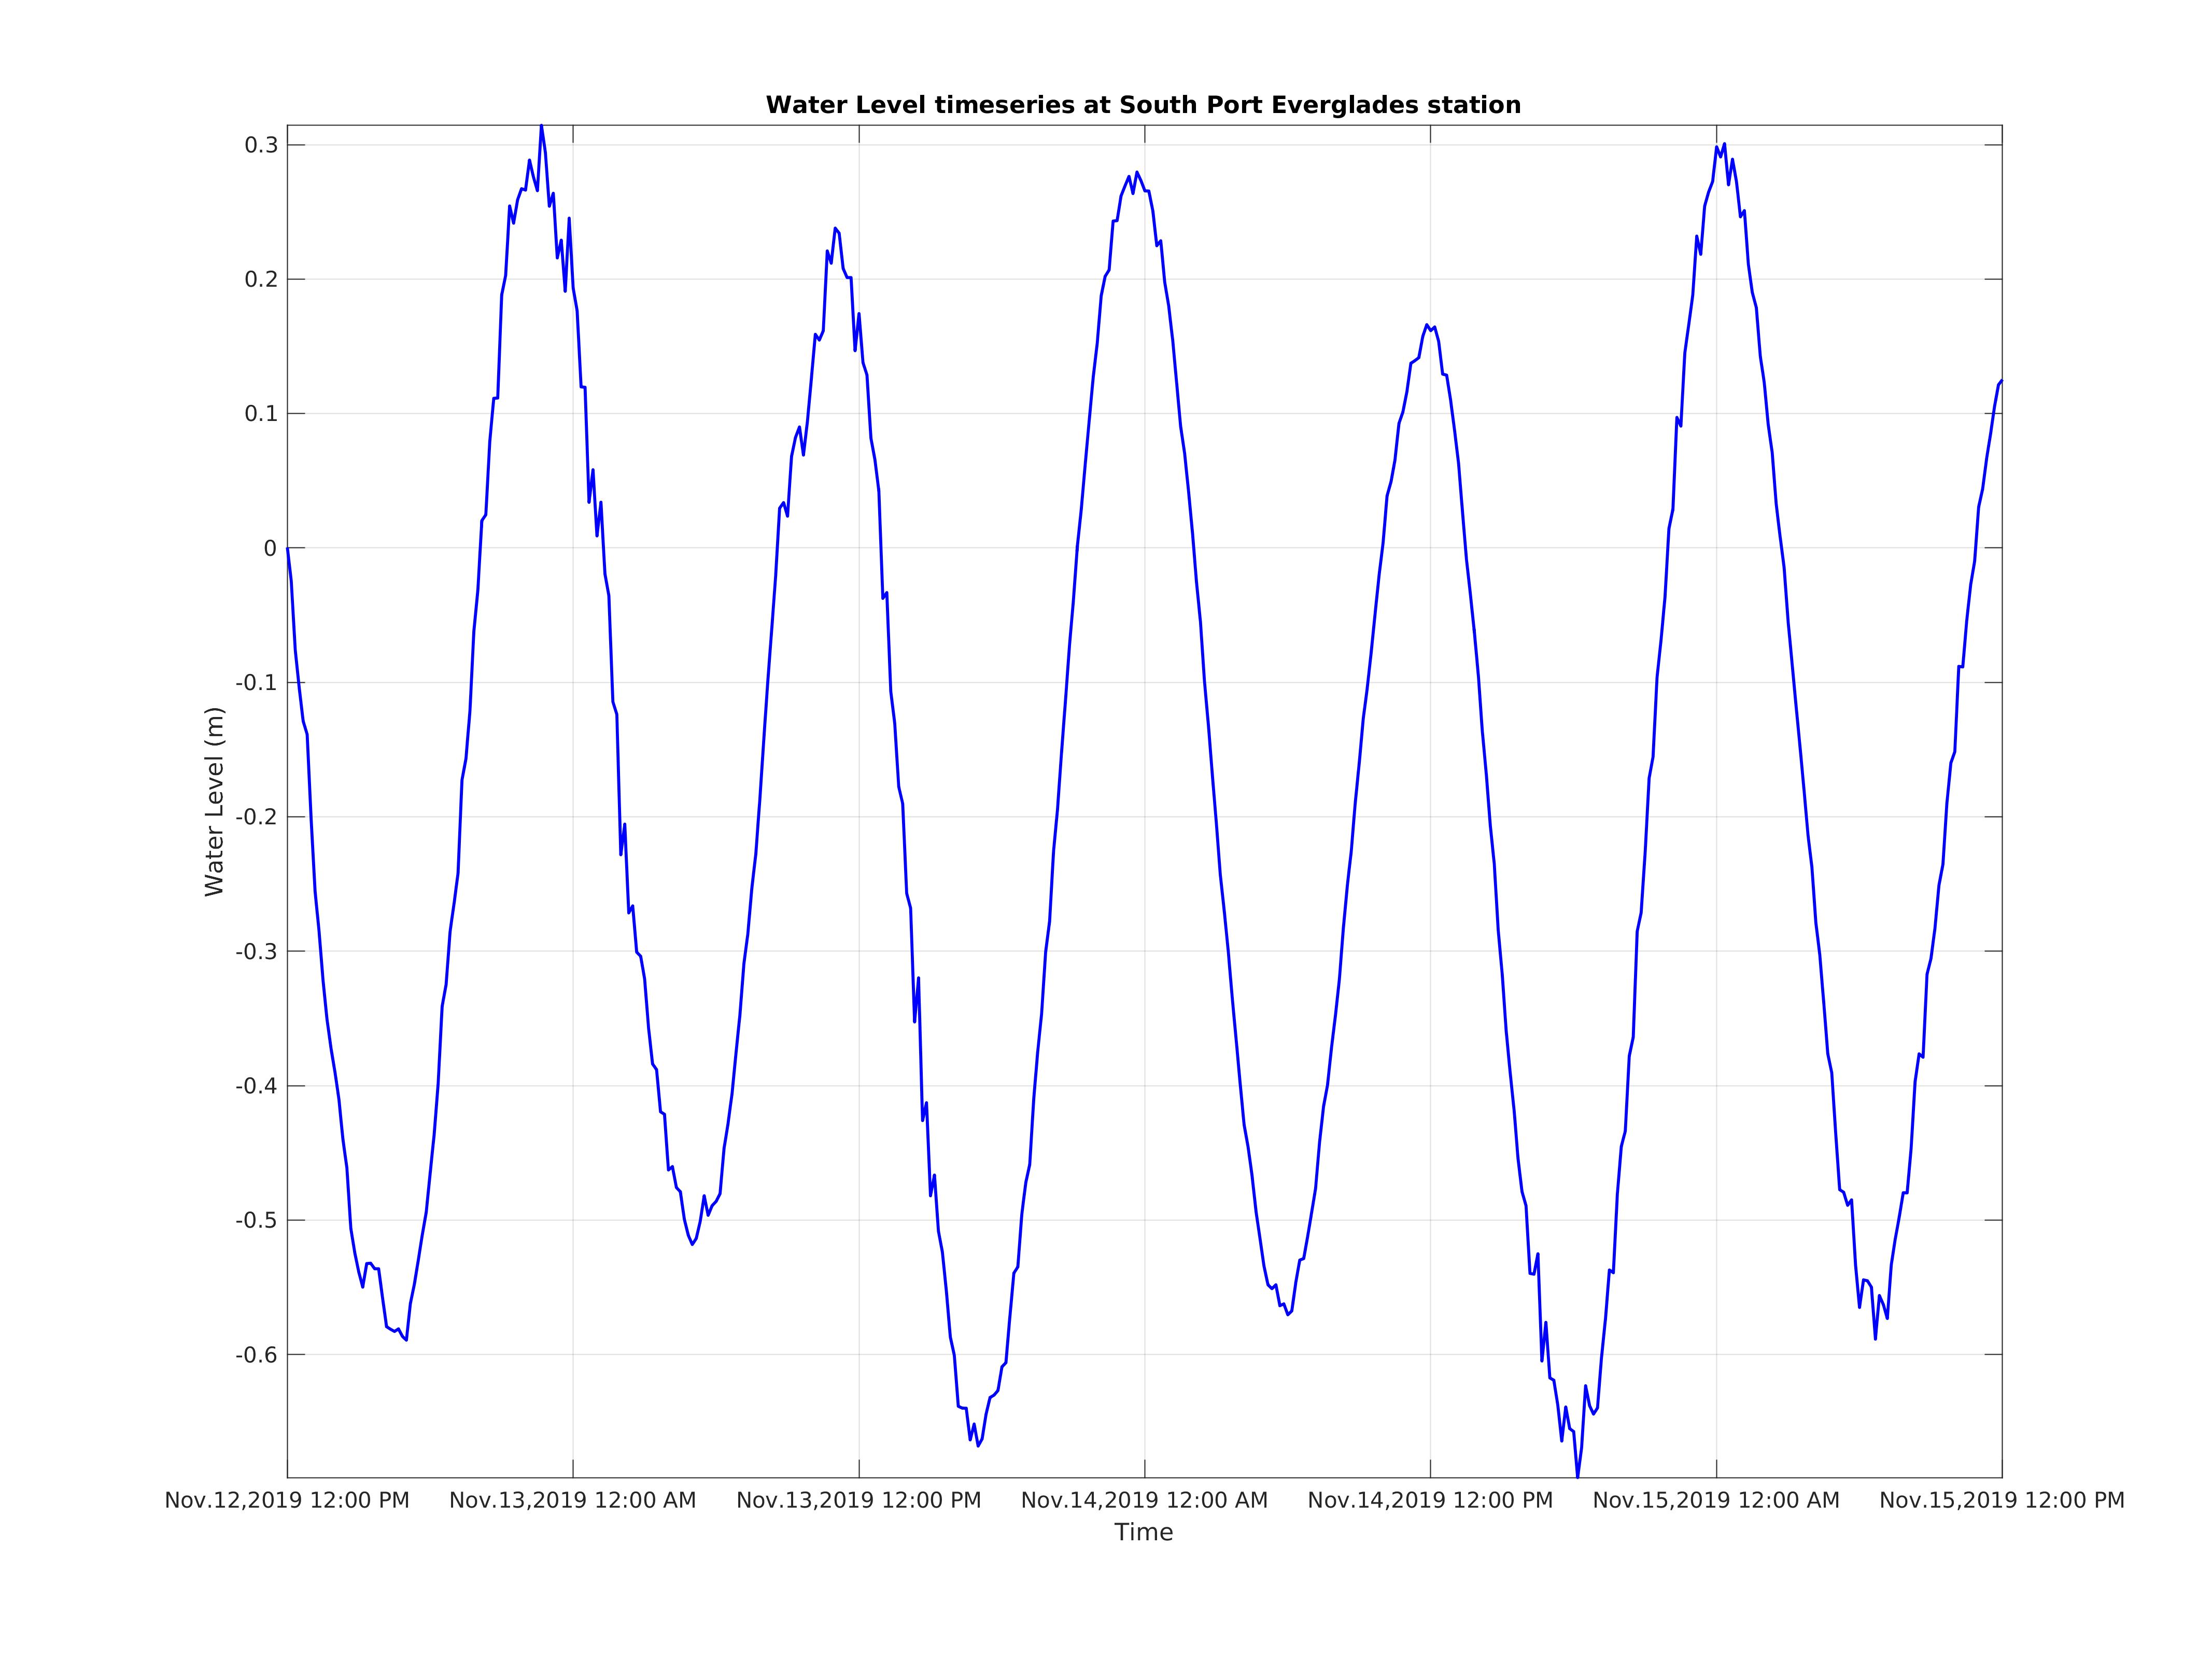 Water Level timeseries at South Port Everglades station
0.3
0.2
0.1
0
-0.1
-0.2
-0.3
-0.4
-0.5
-0.6
Water Level (m)
Nov.12,2019 12:00 PM Nov.13,2019 12:00 AM Nov.13,2019 12:00 PM Nov.14,2019 12:00 AM Nov.14,2019 12:00 PM Nov.15,2019 12:00 AM Nov.15,2019 12:00 PM
Time